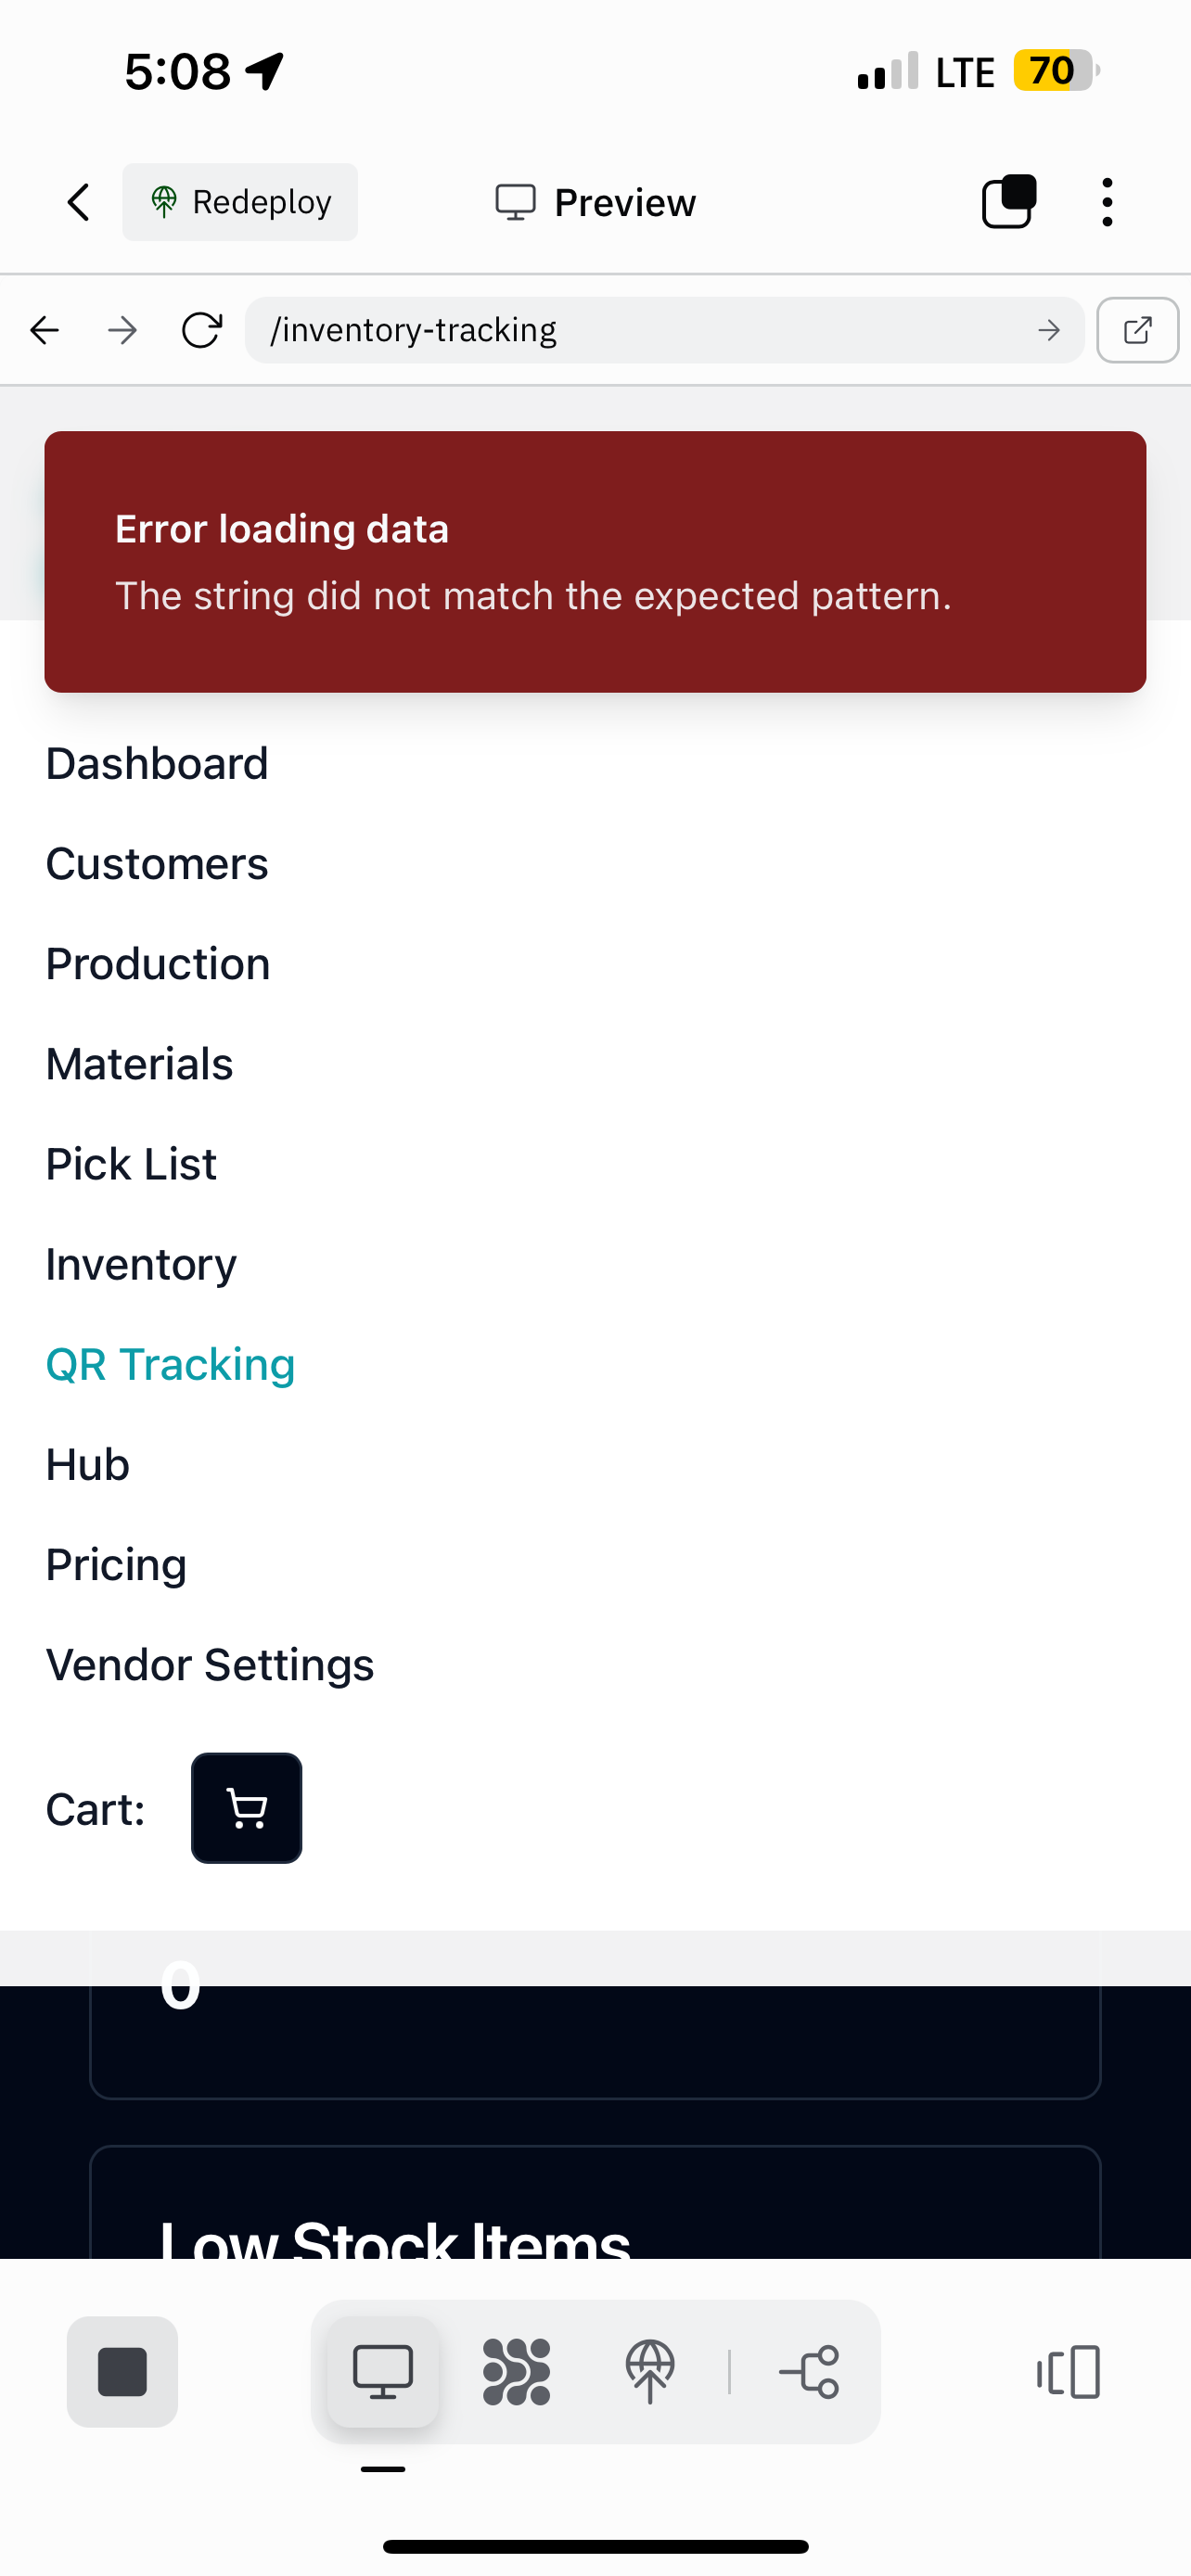 5:08
LTE
70
Redeploy
Preview
/inventory-tracking
Error loading data
The string did not match the expected pattern.
Dashboard
Customers
Production
Materials
Pick List
Inventory
QR Tracking
Hub
Pricing
Vendor Settings
Cart:
0
Low Stock Items